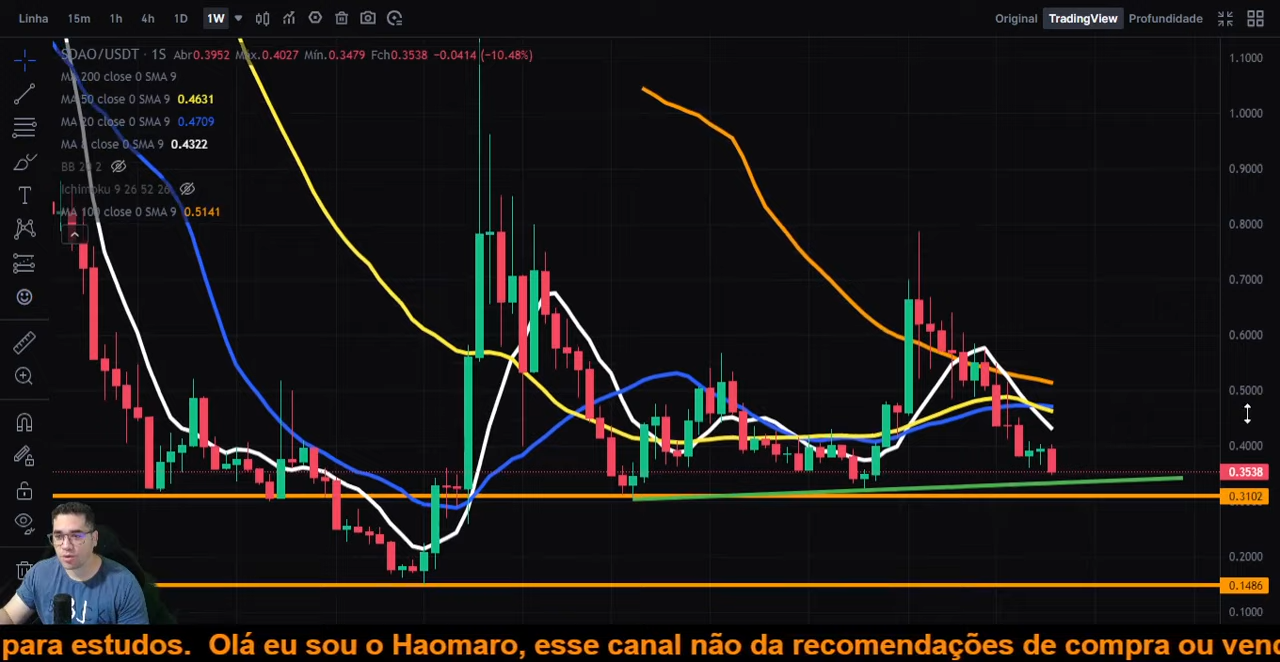 Linha 15m 1h 4h 1D 1W Original TradingView Profundidade
SDAO/USDT · 1S Abr0.3952 Máx.0.4027 Mín.0.3479 Fch0.3538 -0.0414 (-10.48%)
MA 200 close 0 SMA 9
MA 50 close 0 SMA 9 0.4631
MA 20 close 0 SMA 9 0.4709
MA 8 close 0 SMA 9 0.4322
BB 20 2
Ichimoku 9 26 52 26
MA 100 close 0 SMA 9 0.5141
1.1000
1.0000
0.9000
0.8000
0.7000
0.6000
0.5000
0.4000
0.3538
0.3102
0.2000
0.1486
0.1000
para estudos. Olá eu sou o Haomaro, esse canal não da recomendações de compra ou